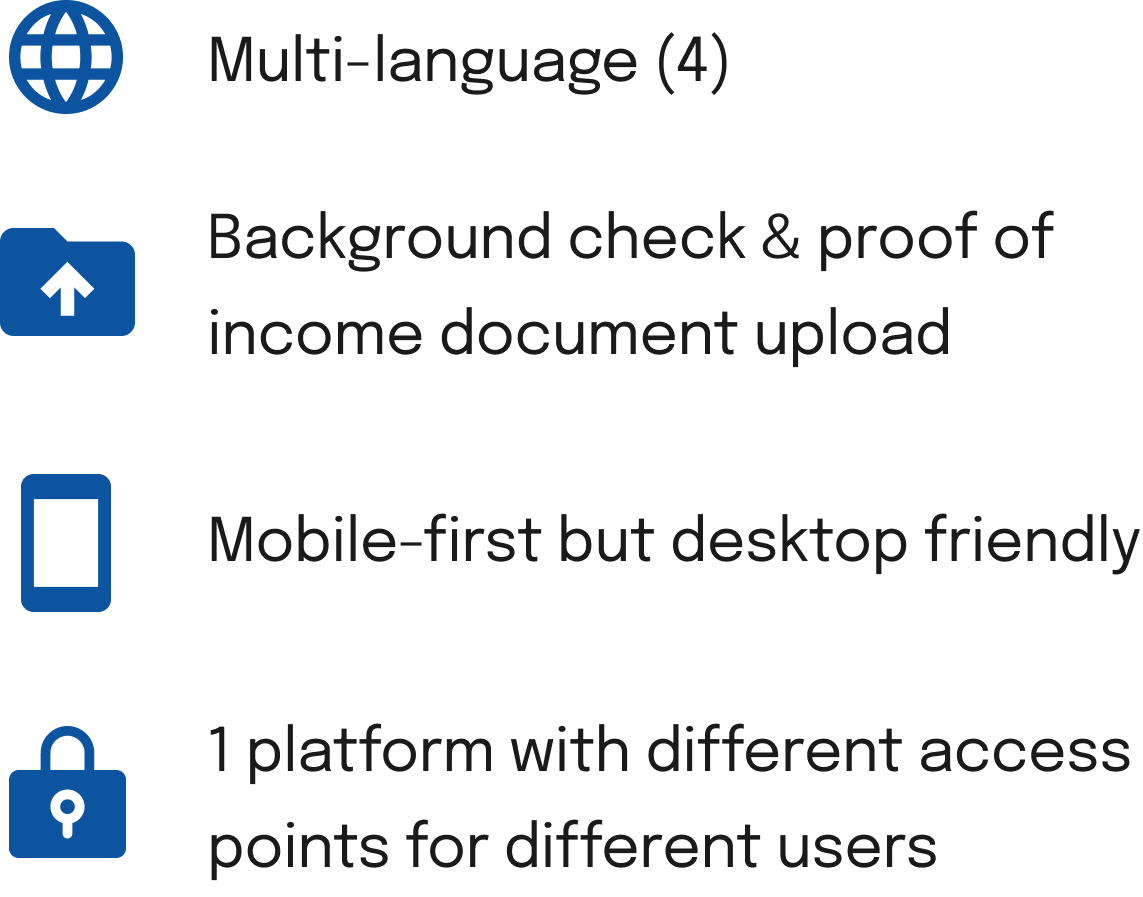 Multi-language (4)
Background check & proof of
income document upload
Mobile-first but desktop friendly
1 platform with different access
points for different users